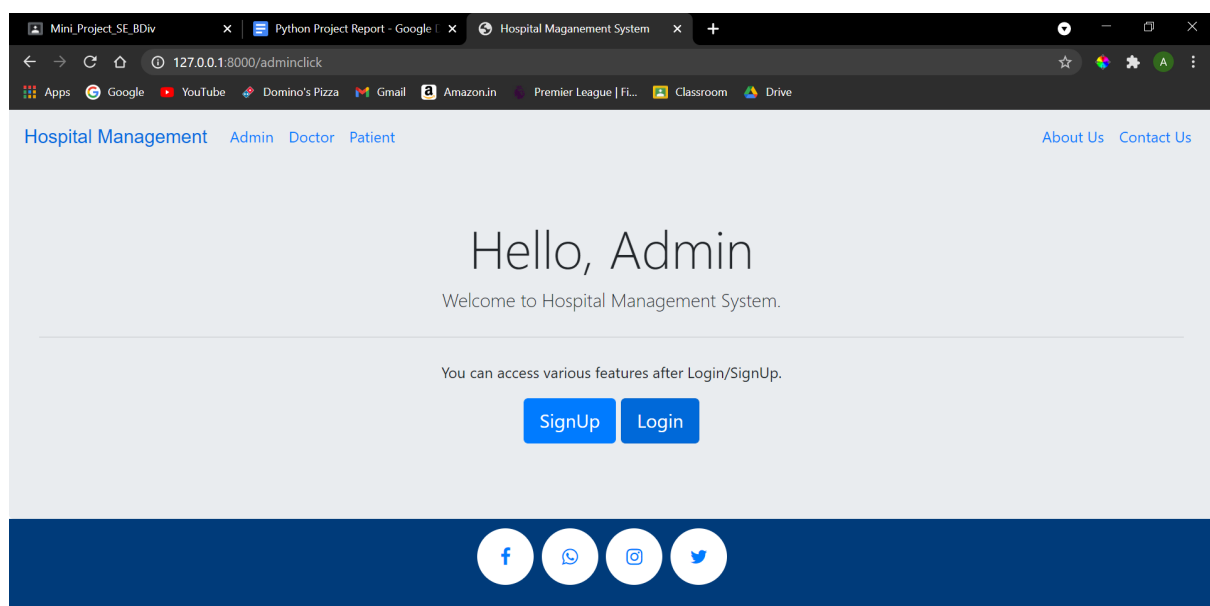 Mini_Project_SE_BDiv Python Project Report - Google D Hospital Maganement System
127.0.0.1:8000/adminclick A
Apps Google YouTube Domino's Pizza Gmail Amazon.in Premier League | Fi... Classroom Drive
Hospital Management Admin Doctor Patient About Us Contact Us
Hello, Admin
Welcome to Hospital Management System.
You can access various features after Login/SignUp.
SignUp Login